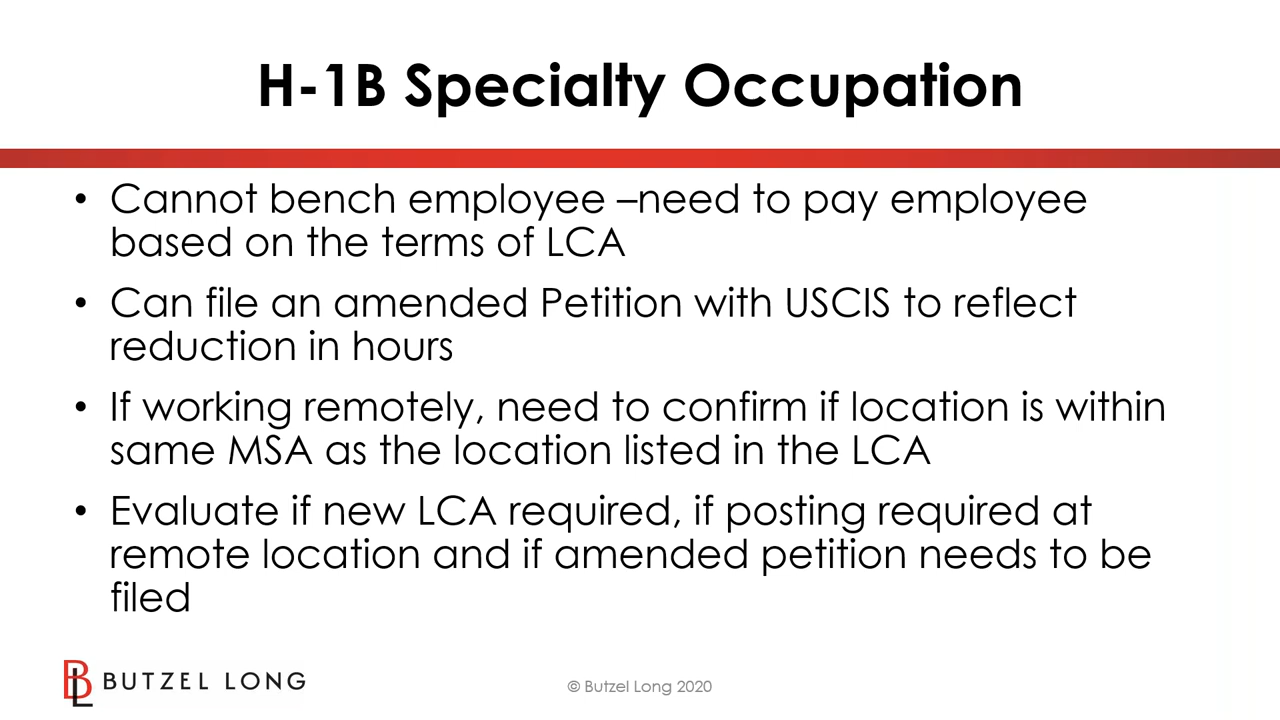 H-1B Specialty Occupation
• Cannot bench employee –need to pay employee
based on the terms of LCA
• Can file an amended Petition with USCIS to reflect
reduction in hours
• If working remotely, need to confirm if location is within
same MSA as the location listed in the LCA
• Evaluate if new LCA required, if posting required at
remote location and if amended petition needs to be
filed
BL BUTZEL LONG
© Butzel Long 2020